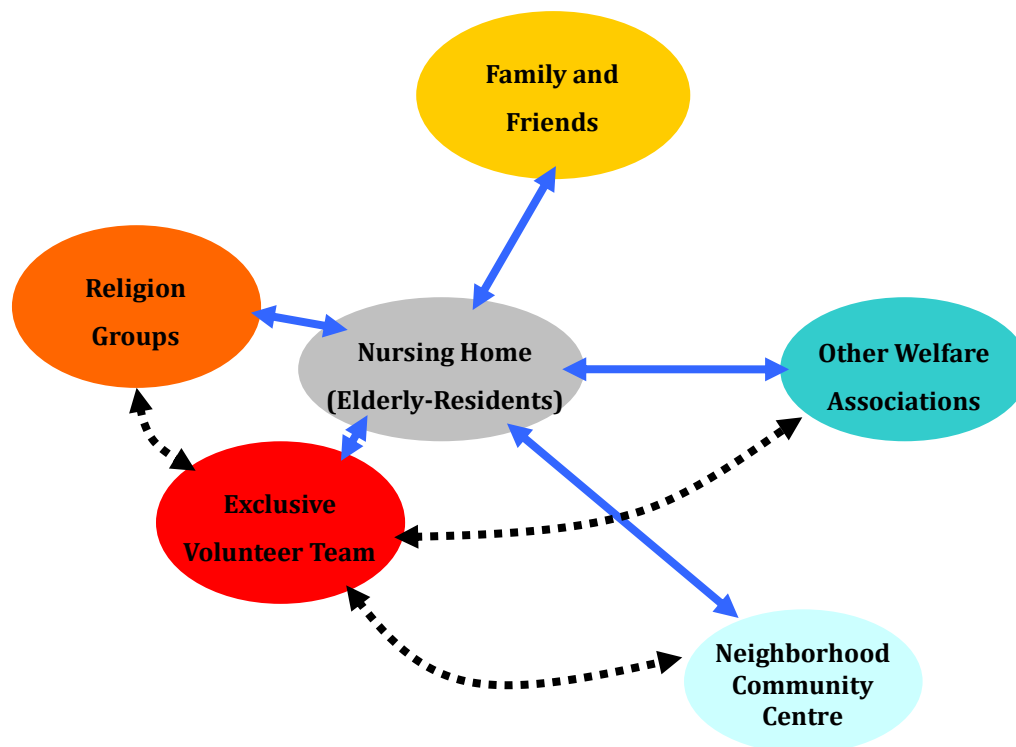 Family and
Friends
Religion
Groups
Nursing Home
(Elderly-Residents)
Other Welfare
Associations
Exclusive
Volunteer Team
Neighborhood
Community
Centre